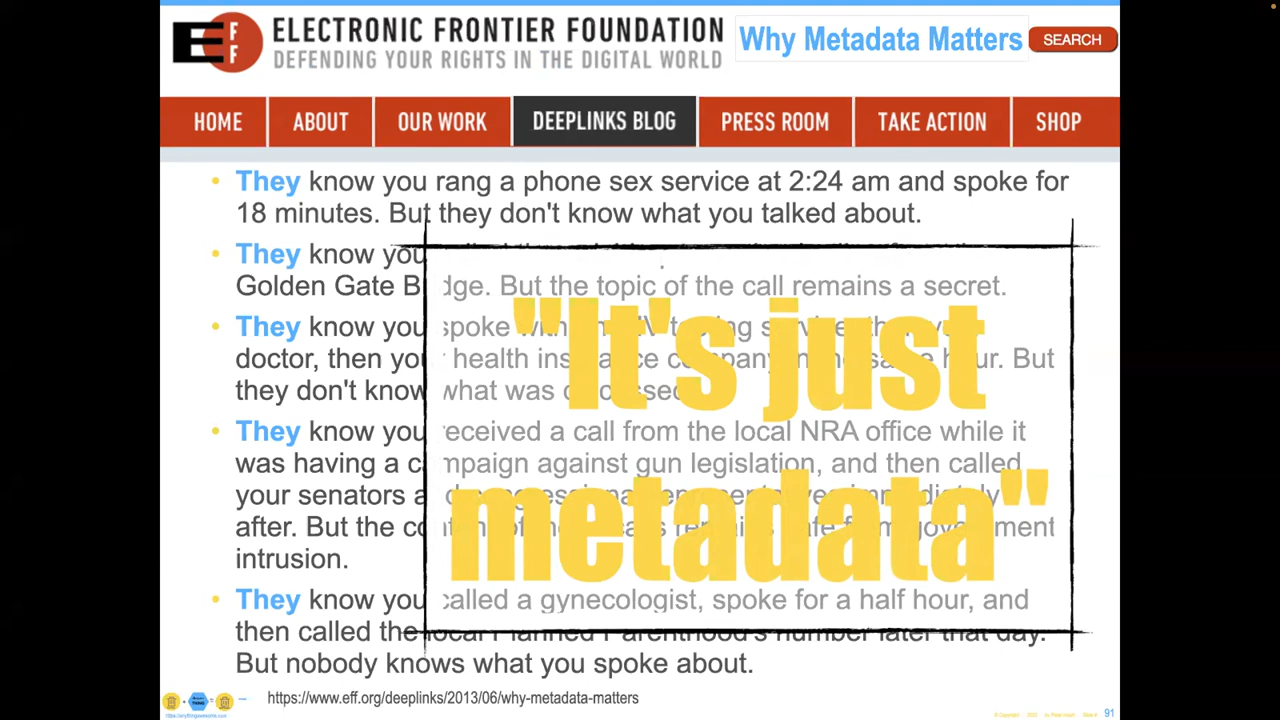 ELECTRONIC FRONTIER FOUNDATION
DEFENDING YOUR RIGHTS IN THE DIGITAL WORLD
Why Metadata Matters
SEARCH
HOME ABOUT OUR WORK DEEPLINKS BLOG PRESS ROOM TAKE ACTION SHOP
They know you rang a phone sex service at 2:24 am and spoke for
18 minutes. But they don't know what you talked about.
They know you
Golden Gate Bridge. But the topic of the call remains a secret.
They know you spoke with an HIV testing service, then your
doctor, then your health insurance company in the same hour. But
they don't know what was discussed.
They know you received a call from the local NRA office while it
was having a campaign against gun legislation, and then called
your senators and congressional representatives immediately
after. But the content of those calls remains safe from government
intrusion.
They know you called a gynecologist, spoke for a half hour, and
then called the local Planned Parenthood's number later that day.
But nobody knows what you spoke about.
"It's just
metadata"
https://www.eff.org/deeplinks/2013/06/why-metadata-matters
91